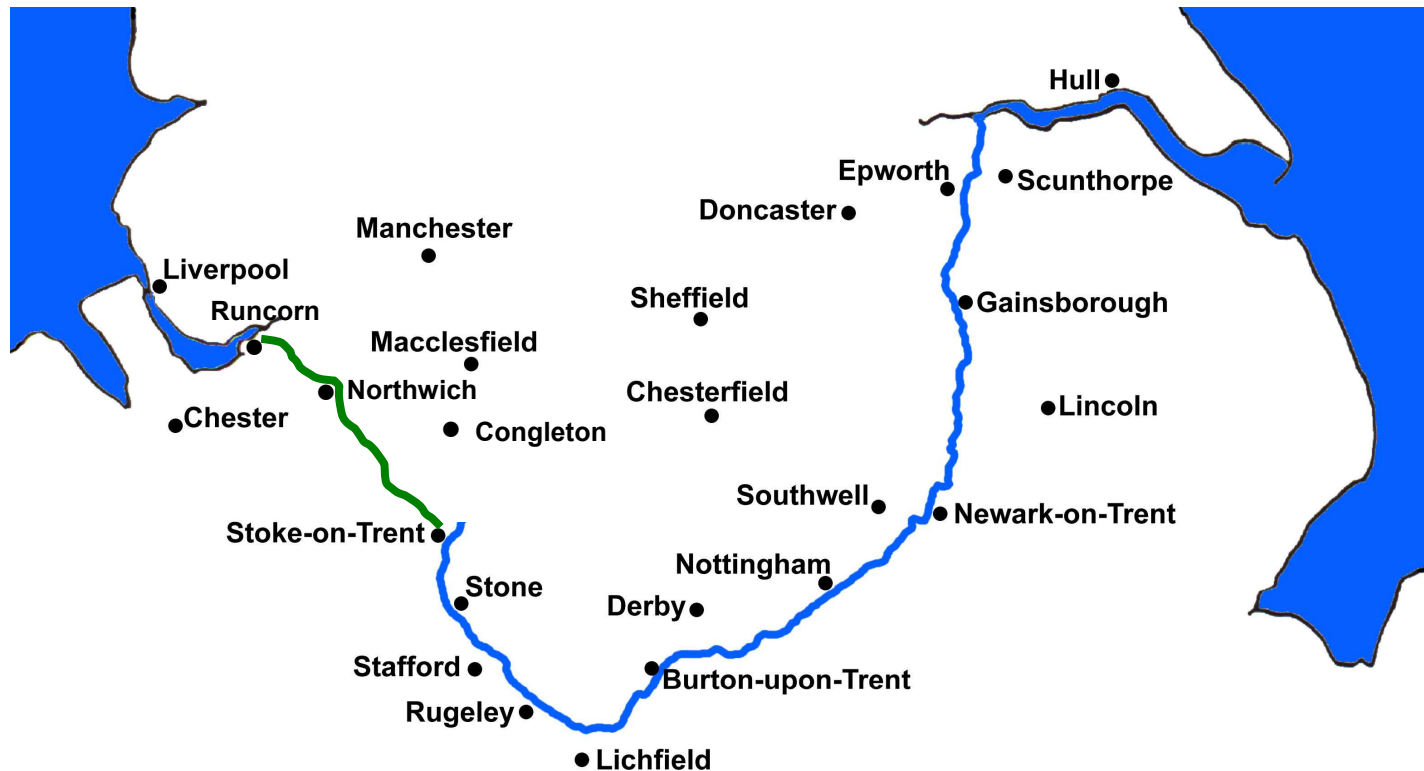 Hull
Epworth
Scunthorpe
Doncaster
Manchester
Liverpool
Sheffield
Gainsborough
Runcorn
Macclesfield
Northwich
Chesterfield
Lincoln
Chester
Congleton
Southwell
Newark-on-Trent
Stoke-on-Trent
Nottingham
Stone
Derby
Stafford
Burton-upon-Trent
Rugeley
Lichfield